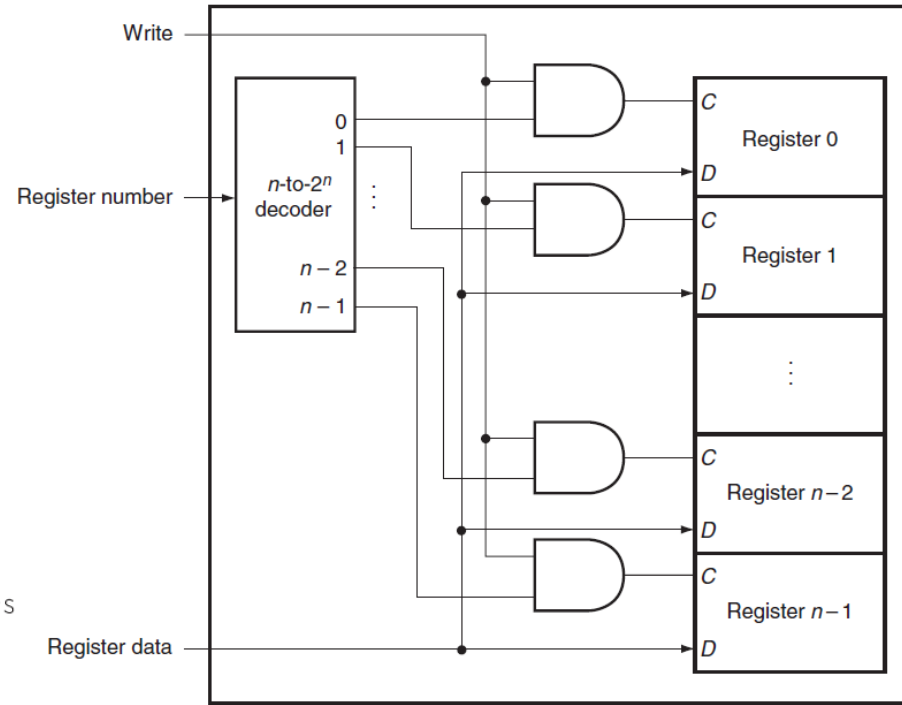 Write
C
0
Register 0
1
D
n-to-2ⁿ
decoder
⋮
Register number
C
Register 1
n – 2
D
n – 1
⋮
C
Register n – 2
D
C
s
Register n – 1
Register data
D